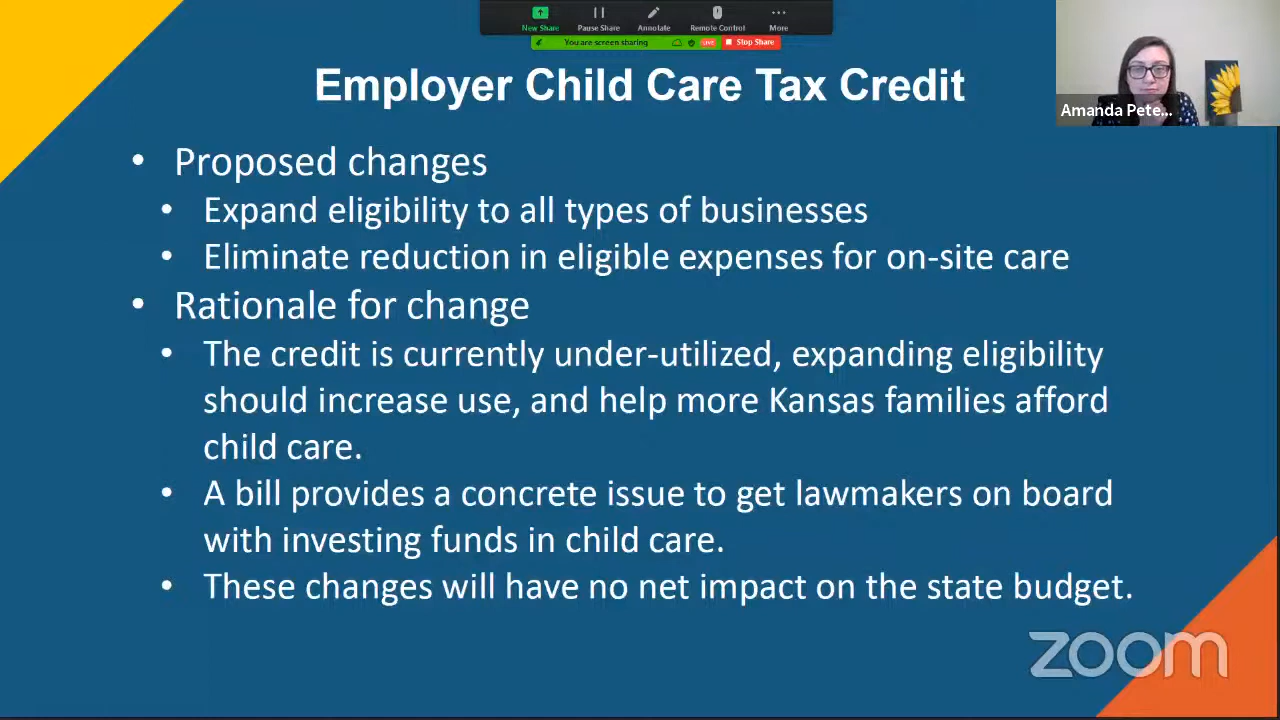 New Share
Pause Share
Annotate
Remote Control
More
You are screen sharing
LIVE
Stop Share
Employer Child Care Tax Credit
Amanda Pete...
• Proposed changes
• Expand eligibility to all types of businesses
• Eliminate reduction in eligible expenses for on-site care
• Rationale for change
• The credit is currently under-utilized, expanding eligibility
should increase use, and help more Kansas families afford
child care.
• A bill provides a concrete issue to get lawmakers on board
with investing funds in child care.
• These changes will have no net impact on the state budget.
zoom